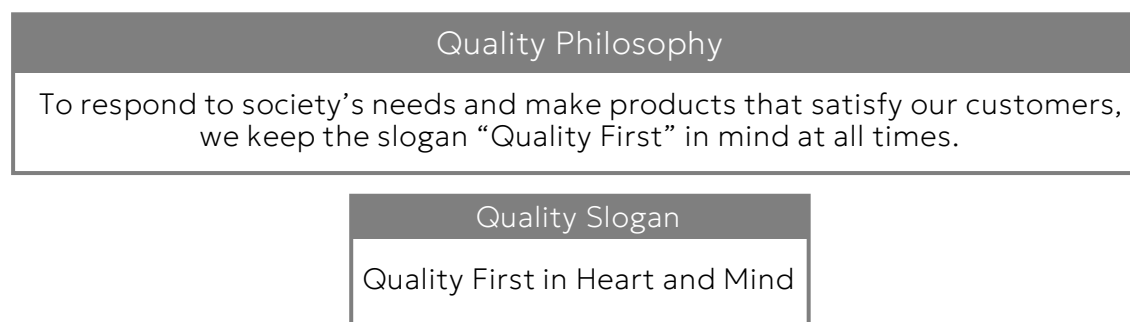 Quality Philosophy
To respond to society’s needs and make products that satisfy our customers,
we keep the slogan “Quality First” in mind at all times.
Quality Slogan
Quality First in Heart and Mind